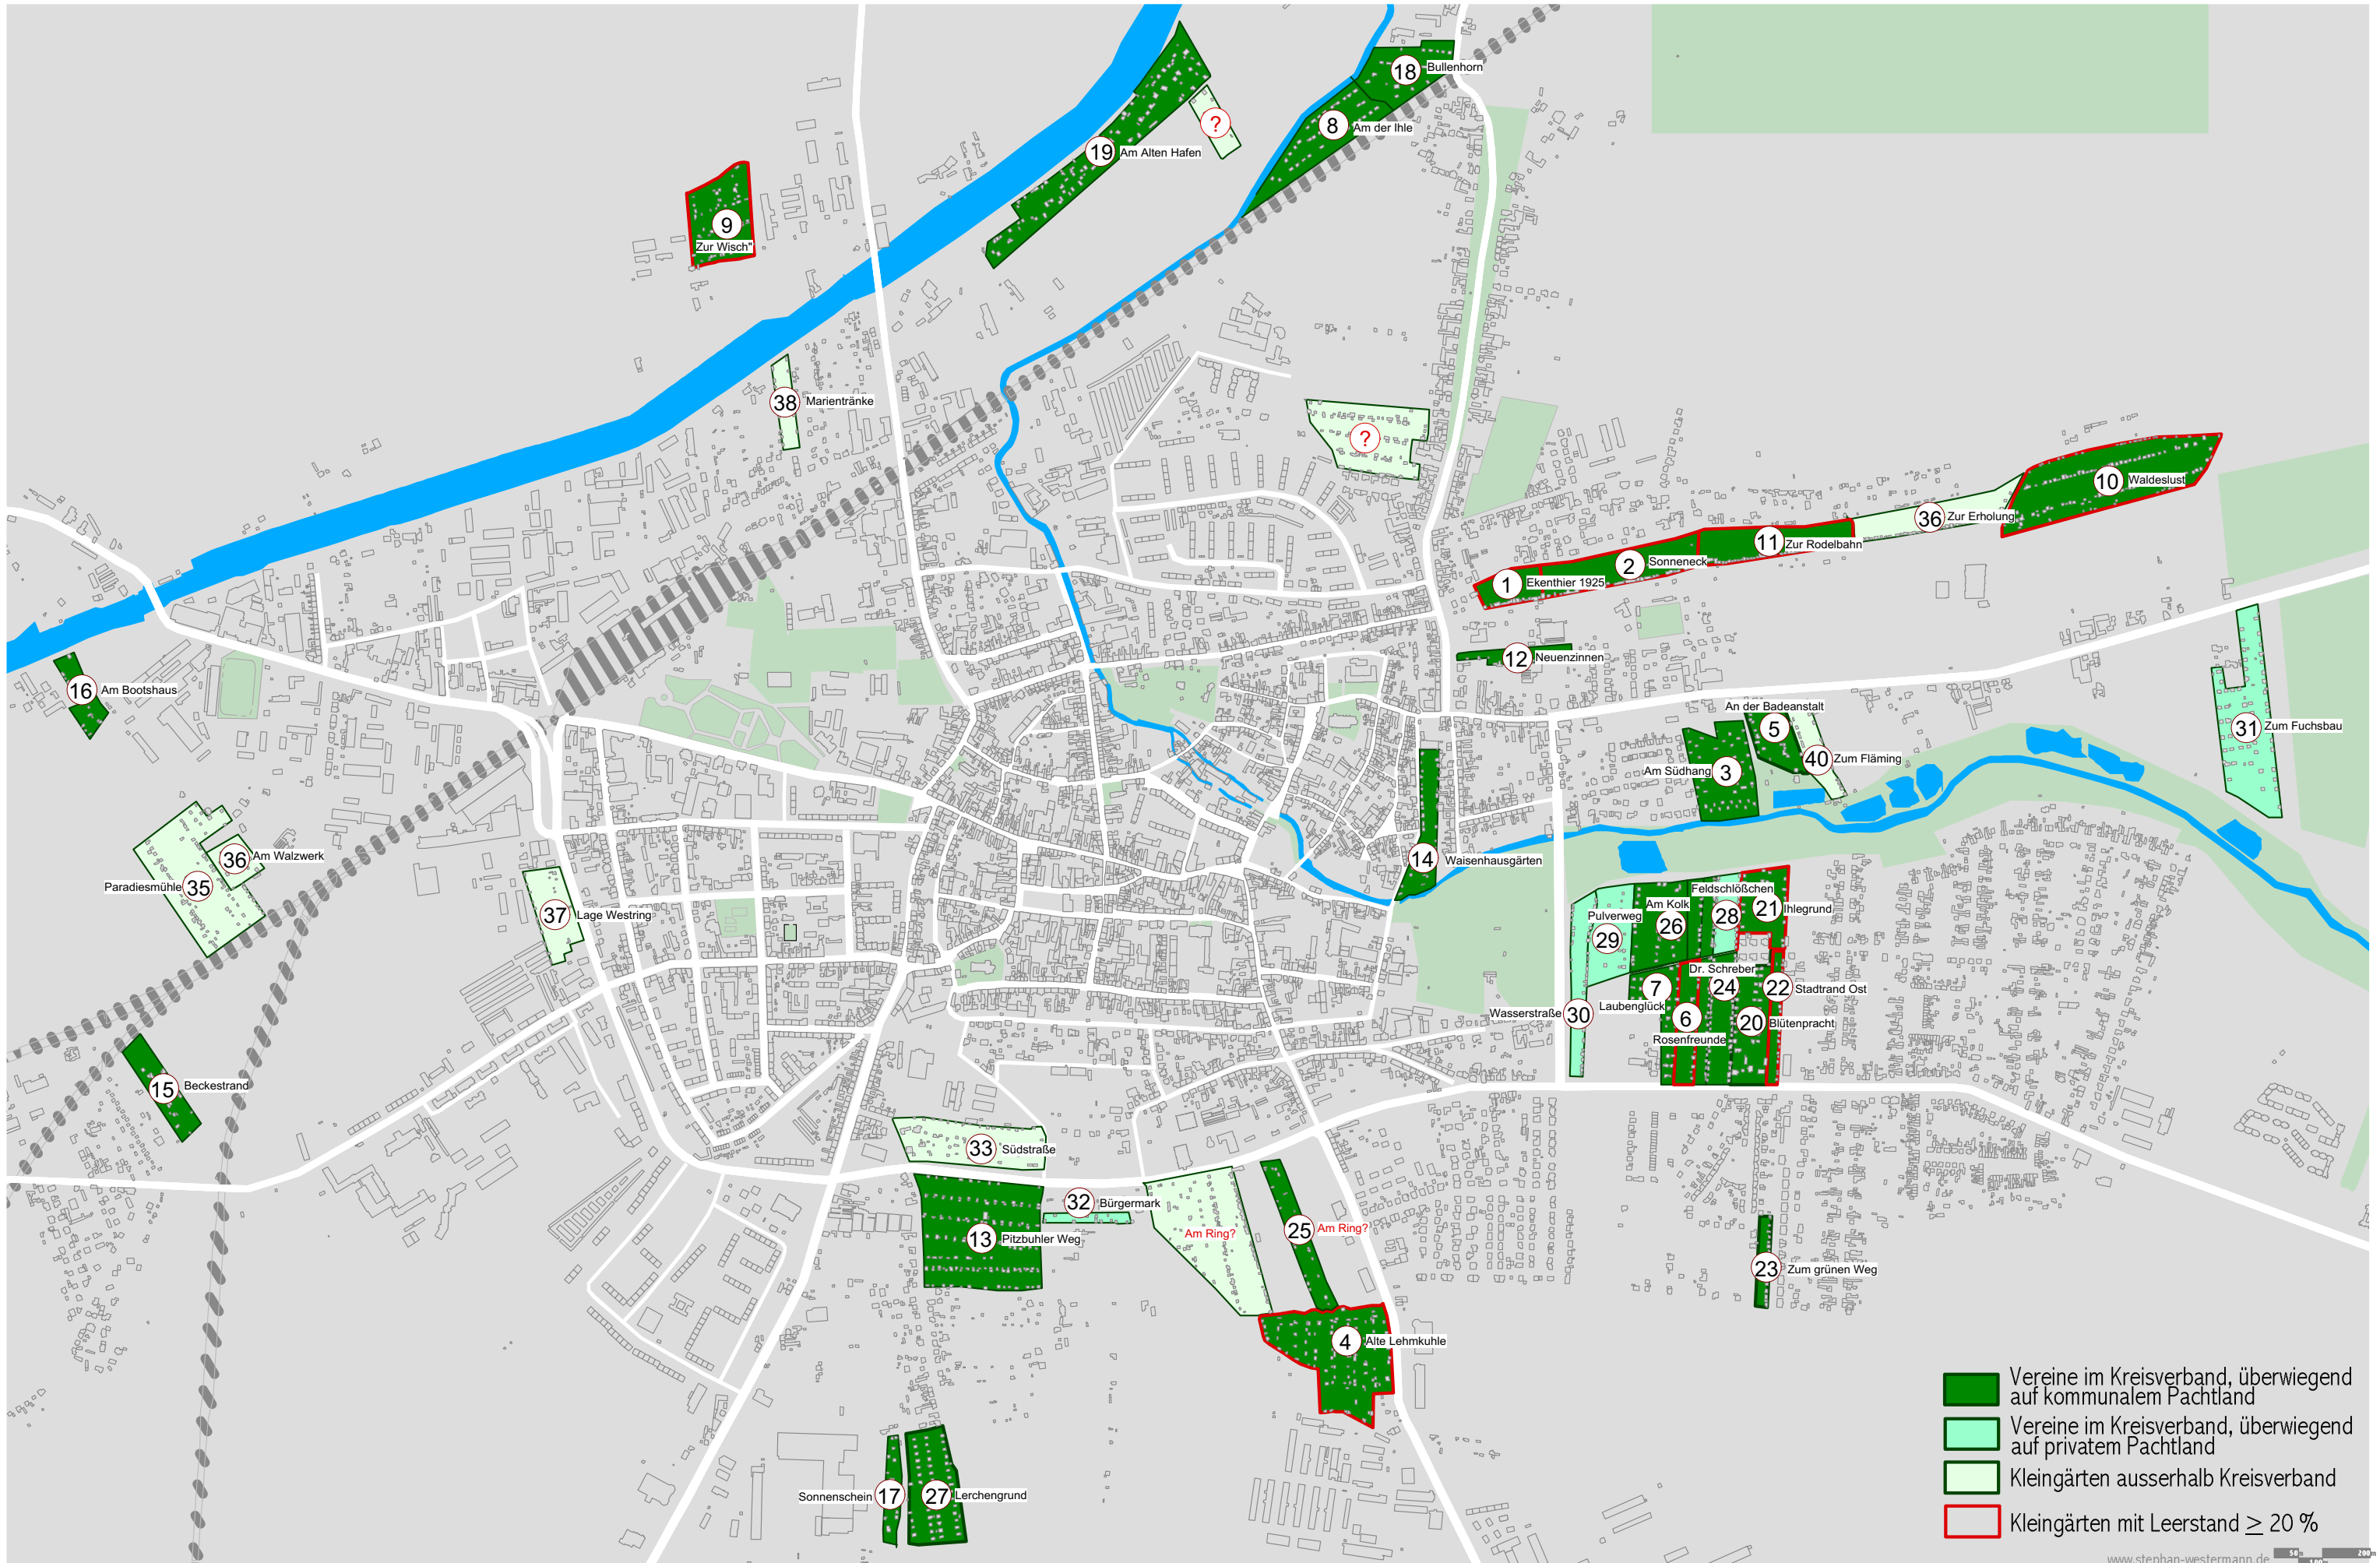 18 Bullenhorn
?
8 Am der Ihle
19 Am Alten Hafen
9
Zur Wisch"
38 Marientränke
?
10 Waldeslust
36 Zur Erholung
11 Zur Rodelbahn
2 Sonneneck
1 Ekenthier 1925
12 Neuenzinnen
16 Am Bootshaus
An der Badeanstalt
5
31 Zum Fuchsbau
40 Zum Fläming
Am Südhang 3
14 Waisenhausgärten
36 Am Walzwerk
Paradiesmühle 35
37 Lage Westring
Feldschlößchen
Am Kolk
21 Ihlegrund
Pulverweg
28
26
29
Dr. Schreber
7
24
22 Stadtrand Ost
Laubenglück
Wasserstraße 30
6
20 Blütenpracht
Rosenfreunde
15 Beckestrand
33 Südstraße
32 Bürgermark
25 Am Ring?
Am Ring?
13 Pitzbuhler Weg
23 Zum grünen Weg
4 Alte Lehmkuhle
Sonnenschein 17
27 Lerchengrund
Vereine im Kreisverband, überwiegend
auf kommunalem Pachtland
Vereine im Kreisverband, überwiegend
auf privatem Pachtland
Kleingärten ausserhalb Kreisverband
Kleingärten mit Leerstand ≥ 20 %
www.stephan-westermann.de